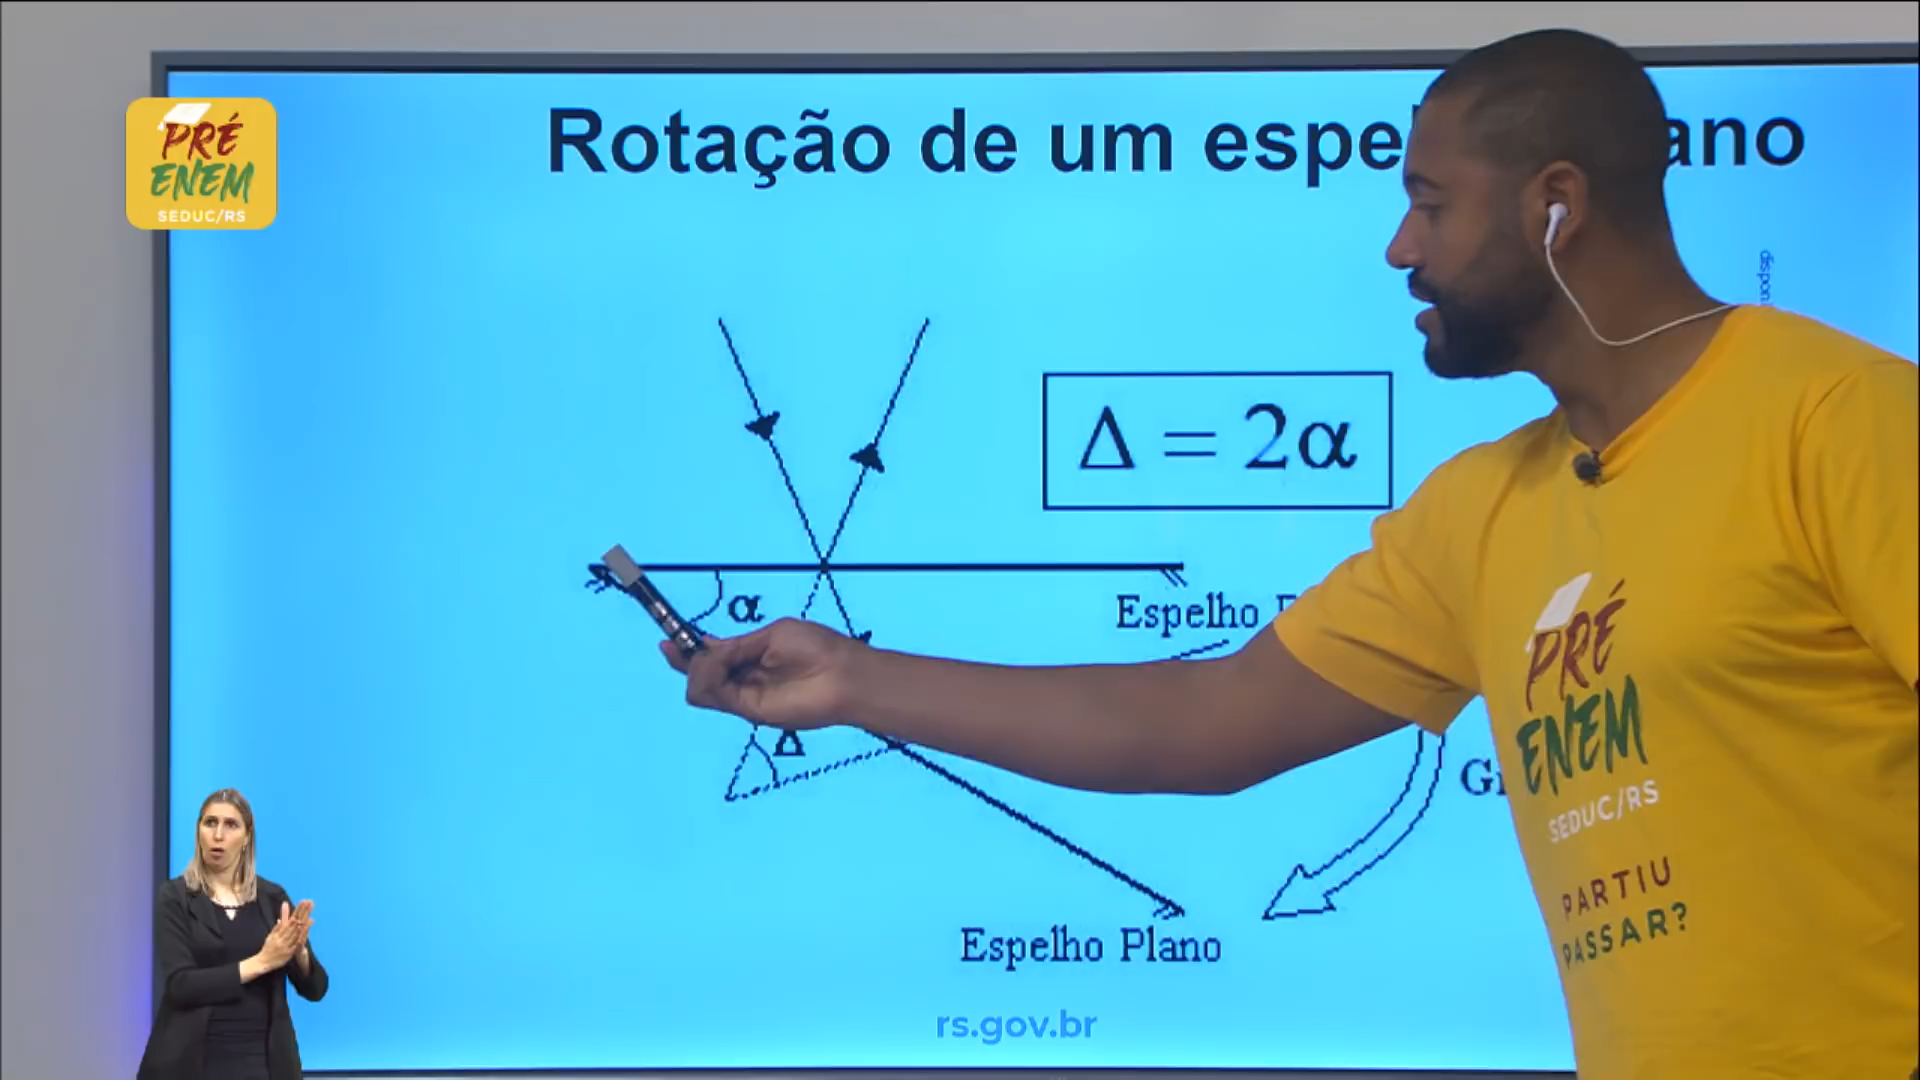 Rotação de um espe
ano
PRÉ
ENEM
SEDUC/RS
Δ = 2α
Espelho
α
Δ
Espelho Plano
rs.gov.br
PRÉ
ENEM
SEDUC/RS
PARTIU
PASSAR?